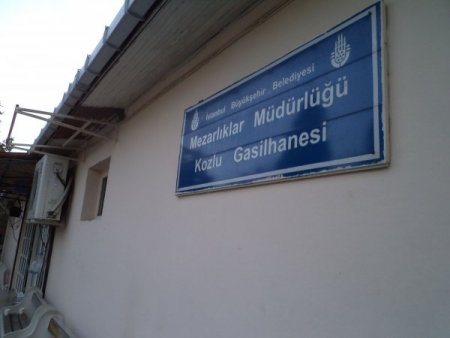 İstanbul Büyükşehir Belediyesi
Mezarlıklar Müdürlüğü
Kozlu Gasilhanesi